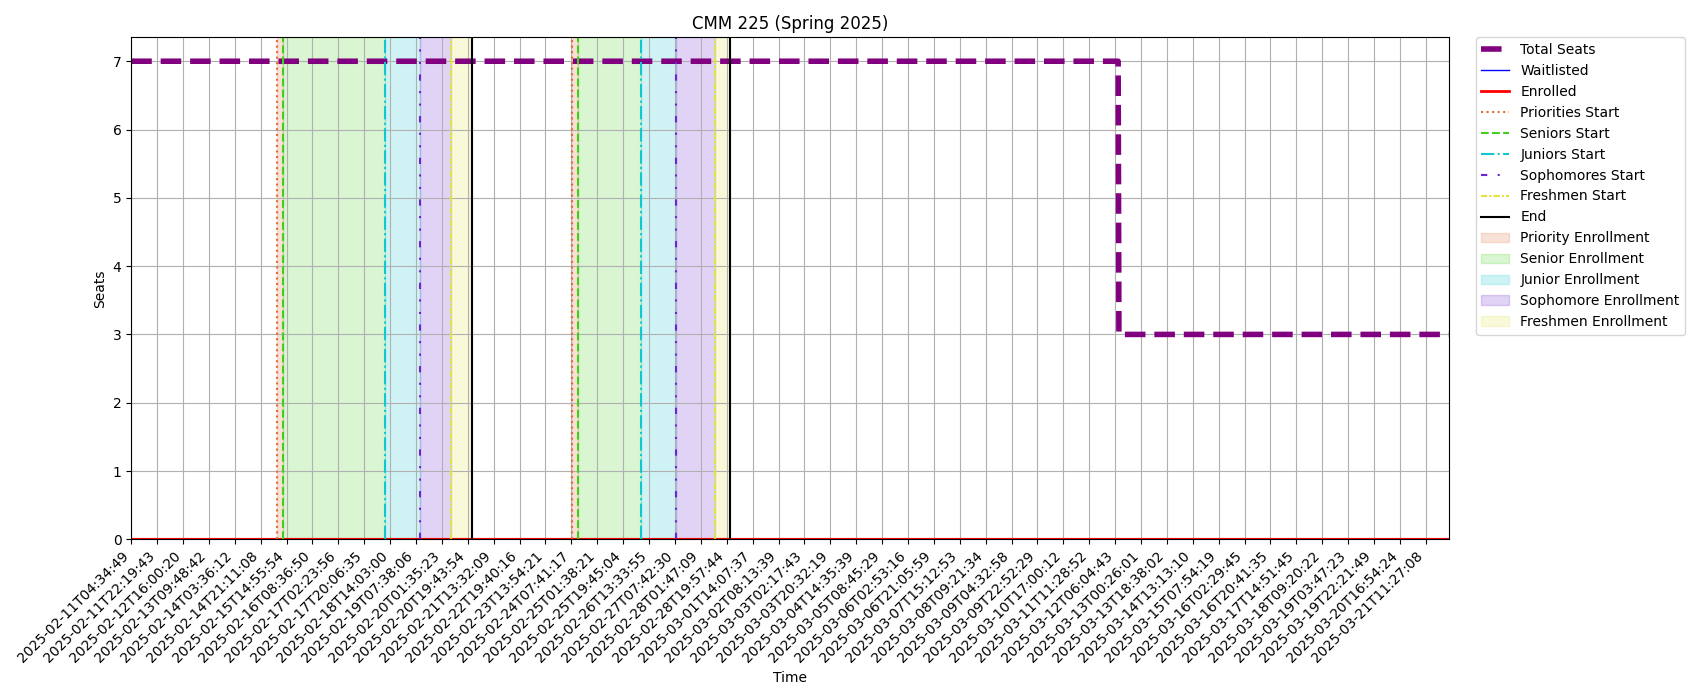 CMM 225 (Spring 2025)
7
6
5
4
3
2
1
0
Seats
2025-02-11T04:34:49
2025-02-11T22:19:43
2025-02-12T16:00:20
2025-02-13T09:48:42
2025-02-14T03:36:12
2025-02-14T21:11:08
2025-02-15T14:55:54
2025-02-16T08:36:50
2025-02-17T02:23:56
2025-02-17T20:06:35
2025-02-18T14:03:00
2025-02-19T07:38:06
2025-02-20T01:35:23
2025-02-20T19:43:54
2025-02-21T13:32:09
2025-02-22T19:40:16
2025-02-23T13:54:21
2025-02-24T07:41:17
2025-02-25T01:38:21
2025-02-25T19:45:04
2025-02-26T13:33:55
2025-02-27T07:42:30
2025-02-28T01:47:09
2025-02-28T19:57:44
2025-03-01T14:07:37
2025-03-02T08:13:39
2025-03-03T02:17:43
2025-03-03T20:32:19
2025-03-04T14:35:39
2025-03-05T08:45:29
2025-03-06T02:53:16
2025-03-06T21:05:59
2025-03-07T15:12:53
2025-03-08T09:21:34
2025-03-09T04:32:58
2025-03-09T22:52:29
2025-03-10T17:00:12
2025-03-11T11:28:52
2025-03-12T06:04:43
2025-03-13T00:26:01
2025-03-13T18:38:02
2025-03-14T13:13:10
2025-03-15T07:54:19
2025-03-16T02:29:45
2025-03-16T20:41:35
2025-03-17T14:51:45
2025-03-18T09:20:22
2025-03-19T03:47:23
2025-03-19T22:21:49
2025-03-20T16:54:24
2025-03-21T11:27:08
Time
Total Seats
Waitlisted
Enrolled
Priorities Start
Seniors Start
Juniors Start
Sophomores Start
Freshmen Start
End
Priority Enrollment
Senior Enrollment
Junior Enrollment
Sophomore Enrollment
Freshmen Enrollment